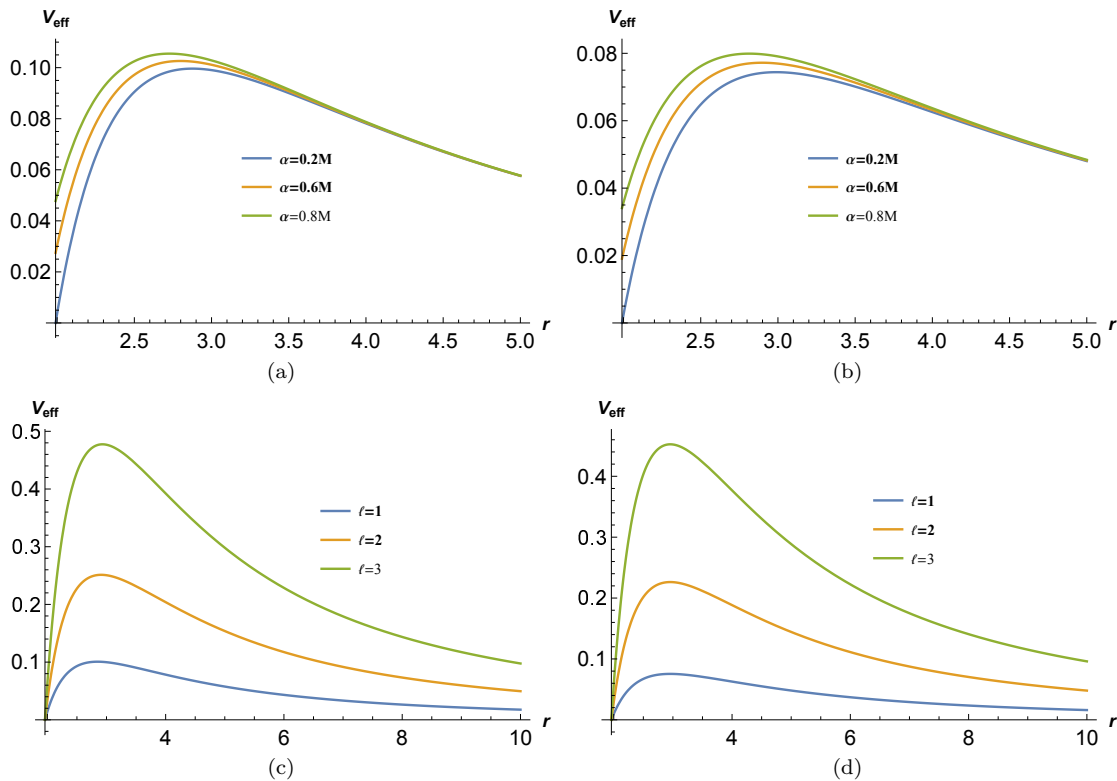 V_eff
0.10
0.08
0.06
0.04
0.02
α=0.2M
α=0.6M
α=0.8M
2.5 3.0 3.5 4.0 4.5 5.0
r
(a)
V_eff
0.08
0.06
0.04
0.02
α=0.2M
α=0.6M
α=0.8M
2.5 3.0 3.5 4.0 4.5 5.0
r
(b)
V_eff
0.5
0.4
0.3
0.2
0.1
ℓ=1
ℓ=2
ℓ=3
4 6 8 10
r
(c)
V_eff
0.4
0.3
0.2
0.1
ℓ=1
ℓ=2
ℓ=3
4 6 8 10
r
(d)